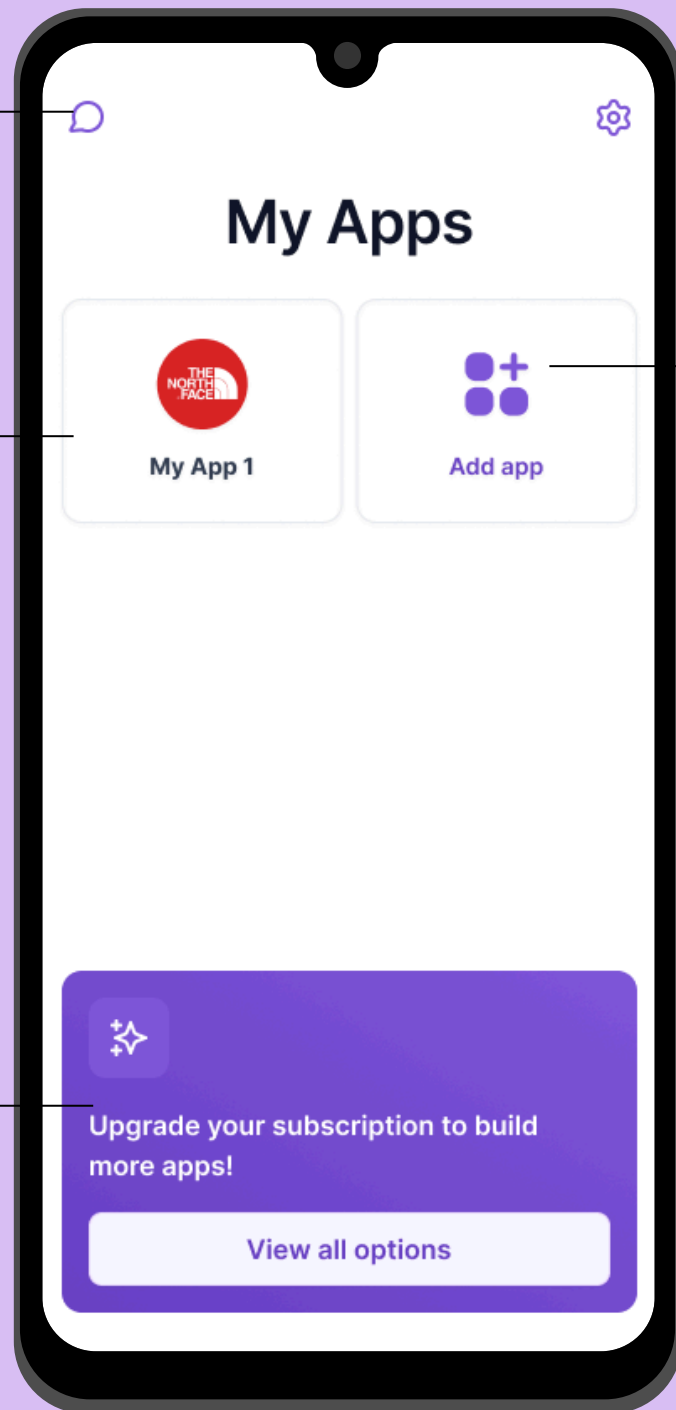 My Apps
THE
NORTH
FACE
My App 1
Add app
Upgrade your subscription to build
more apps!
View all options